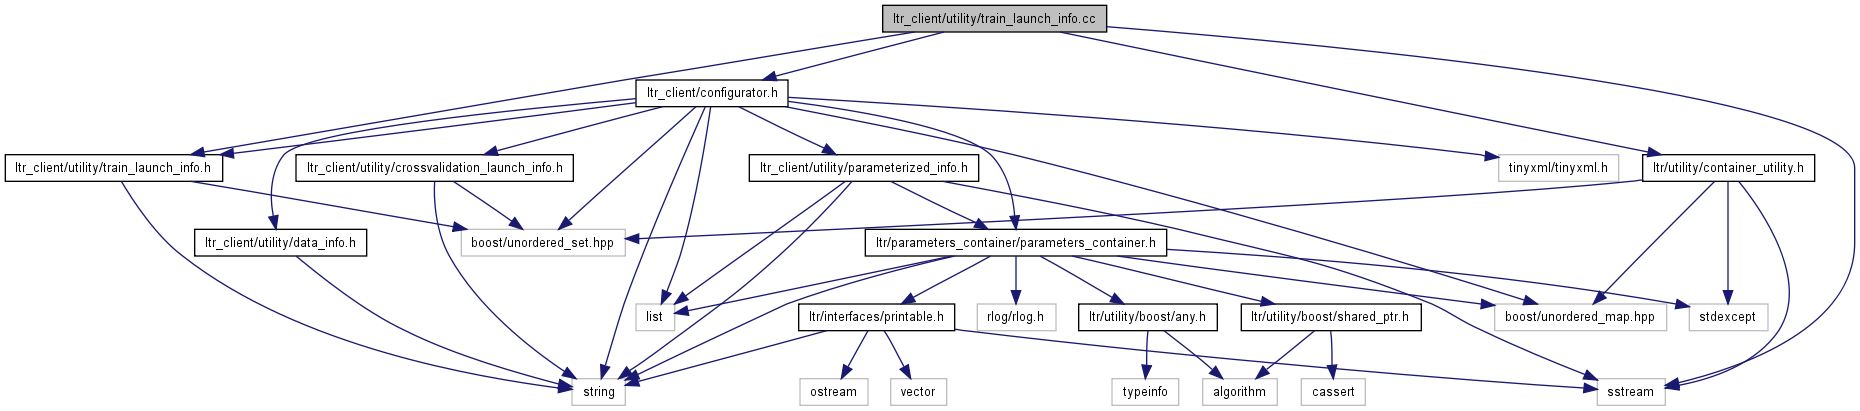 ltr_client/utility/train_launch_info.cc
ltr_client/configurator.h
ltr_client/utility/train_launch_info.h
ltr_client/utility/crossvalidation_launch_info.h
ltr_client/utility/parameterized_info.h
tinyxml/tinyxml.h
ltr/utility/container_utility.h
ltr_client/utility/data_info.h
boost/unordered_set.hpp
ltr/parameters_container/parameters_container.h
list
ltr/interfaces/printable.h
rlog/rlog.h
ltr/utility/boost/any.h
ltr/utility/boost/shared_ptr.h
boost/unordered_map.hpp
stdexcept
string
ostream
vector
typeinfo
algorithm
cassert
sstream